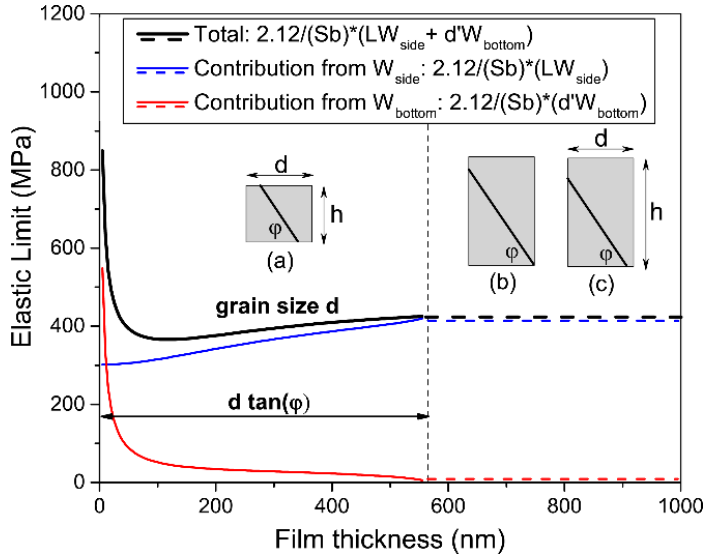 Total: 2.12/(Sb)*(LWside + d'Wbottom)
Contribution from Wside: 2.12/(Sb)*(LWside)
Contribution from Wbottom: 2.12/(Sb)*(d'Wbottom)
1200
1000
800
600
400
200
0
Elastic Limit (MPa)
d
h
φ
(a)
φ
(b)
d
h
φ
(c)
grain size d
d tan(φ)
0
200
400
600
800
1000
Film thickness (nm)